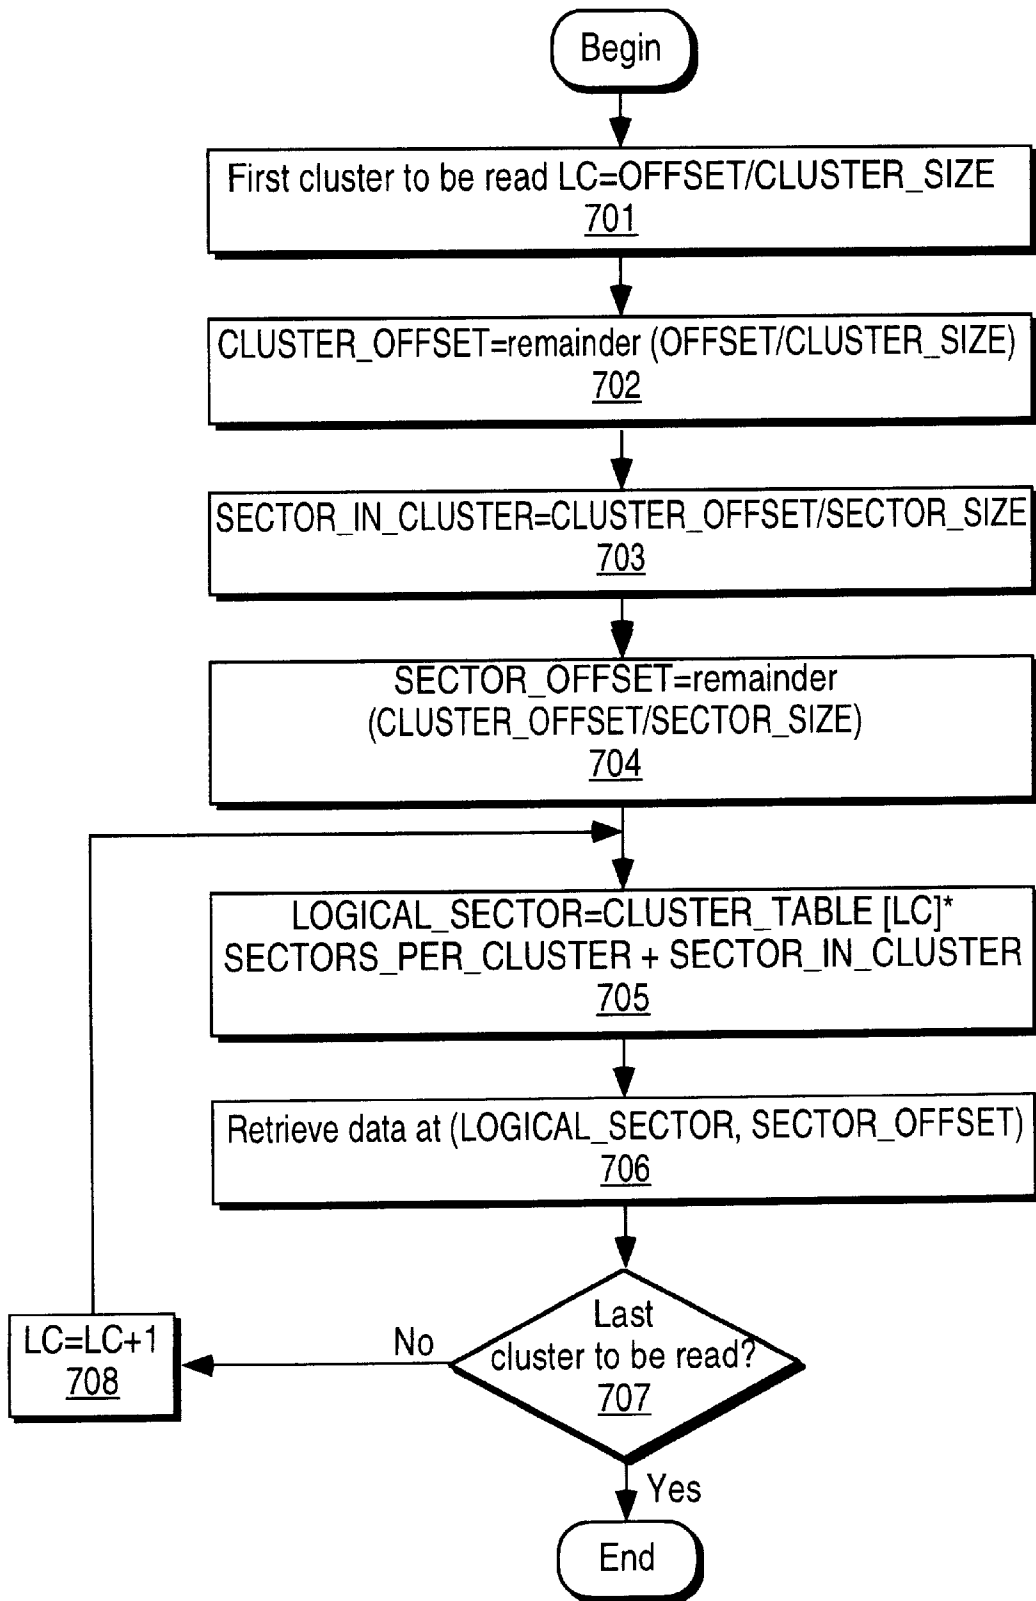 Begin
First cluster to be read LC=OFFSET/CLUSTER_SIZE
701
CLUSTER_OFFSET=remainder (OFFSET/CLUSTER_SIZE)
702
SECTOR_IN_CLUSTER=CLUSTER_OFFSET/SECTOR_SIZE
703
SECTOR_OFFSET=remainder
(CLUSTER_OFFSET/SECTOR_SIZE)
704
LOGICAL_SECTOR=CLUSTER_TABLE [LC]*
SECTORS_PER_CLUSTER + SECTOR_IN_CLUSTER
705
Retrieve data at (LOGICAL_SECTOR, SECTOR_OFFSET)
706
Last
cluster to be read?
707
No
LC=LC+1
708
Yes
End